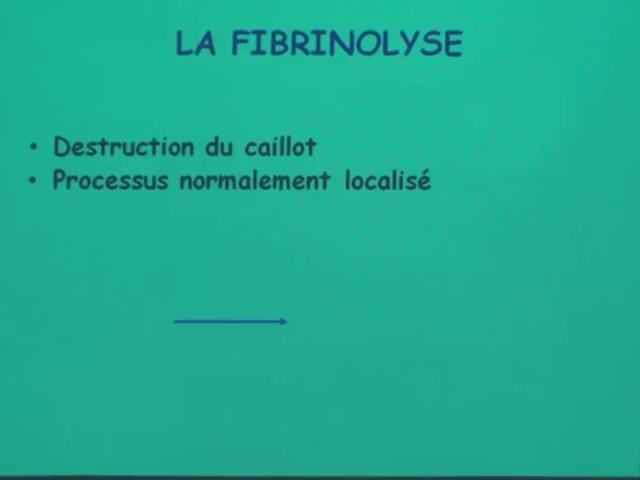 LA FIBRINOLYSE
• Destruction du caillot
• Processus normalement localisé